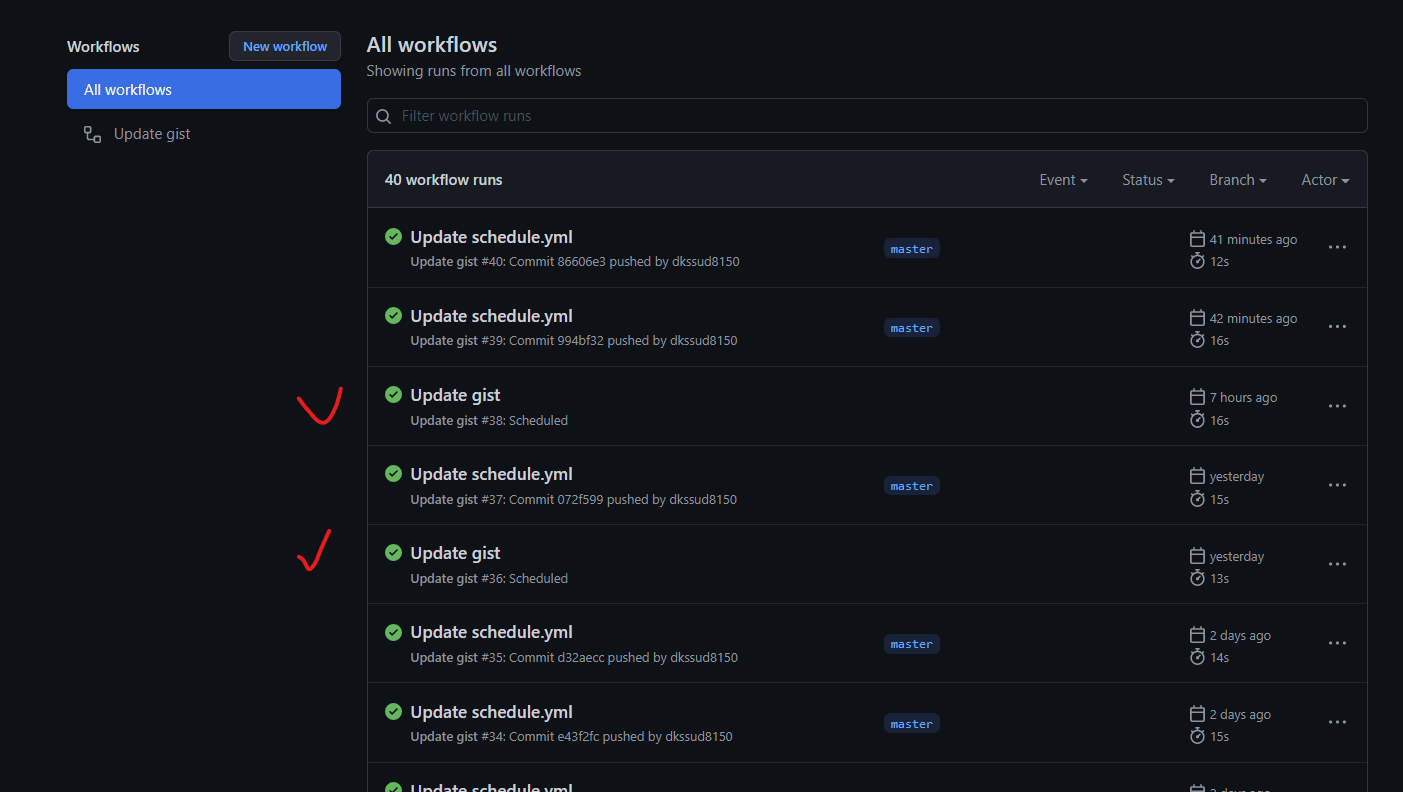 Workflows
New workflow
All workflows
Update gist
All workflows
Showing runs from all workflows
Filter workflow runs
40 workflow runs
Event
Status
Branch
Actor
Update schedule.yml
Update gist #40: Commit 86606e3 pushed by dkssud8150
master
41 minutes ago
12s
Update schedule.yml
Update gist #39: Commit 994bf32 pushed by dkssud8150
master
42 minutes ago
16s
Update gist
Update gist #38: Scheduled
7 hours ago
16s
Update schedule.yml
Update gist #37: Commit 072f599 pushed by dkssud8150
master
yesterday
15s
Update gist
Update gist #36: Scheduled
yesterday
13s
Update schedule.yml
Update gist #35: Commit d32aecc pushed by dkssud8150
master
2 days ago
14s
Update schedule.yml
Update gist #34: Commit e43f2fc pushed by dkssud8150
master
2 days ago
15s
Update schedule.yml
2 days ago